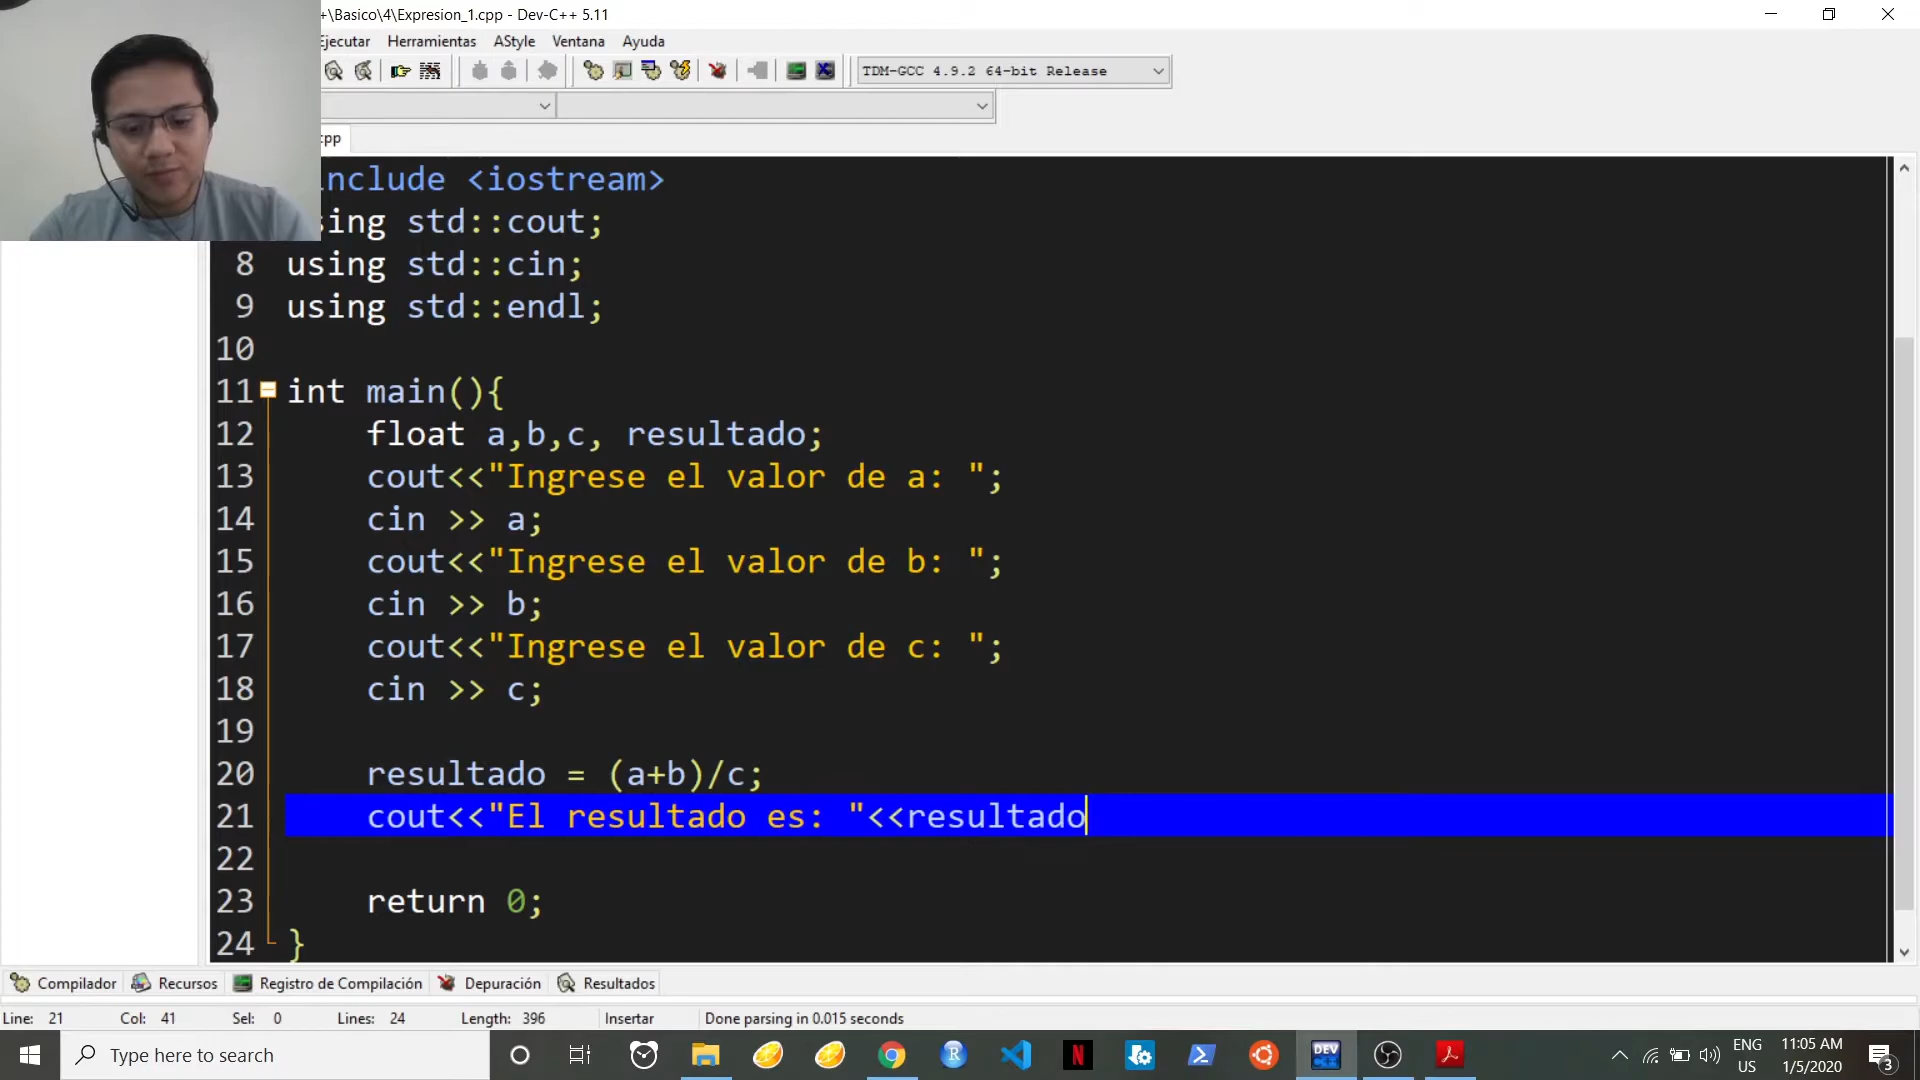 +\Basico\4\Expresion_1.cpp - Dev-C++ 5.11
Ejecutar Herramientas AStyle Ventana Ayuda
TDM-GCC 4.9.2 64-bit Release
cpp
include <iostream>
sing std::cout;
8 using std::cin;
9 using std::endl;
10
11 int main(){
12 float a,b,c, resultado;
13 cout<<"Ingrese el valor de a: ";
14 cin >> a;
15 cout<<"Ingrese el valor de b: ";
16 cin >> b;
17 cout<<"Ingrese el valor de c: ";
18 cin >> c;
19
20 resultado = (a+b)/c;
21 cout<<"El resultado es: "<<resultado
22
23 return 0;
24 }
Compilador Recursos Registro de Compilación Depuración Resultados
Line: 21 Col: 41 Sel: 0 Lines: 24 Length: 396 Insertar Done parsing in 0.015 seconds
Type here to search
R
N
DEV
ENG
US
11:05 AM
1/5/2020
3